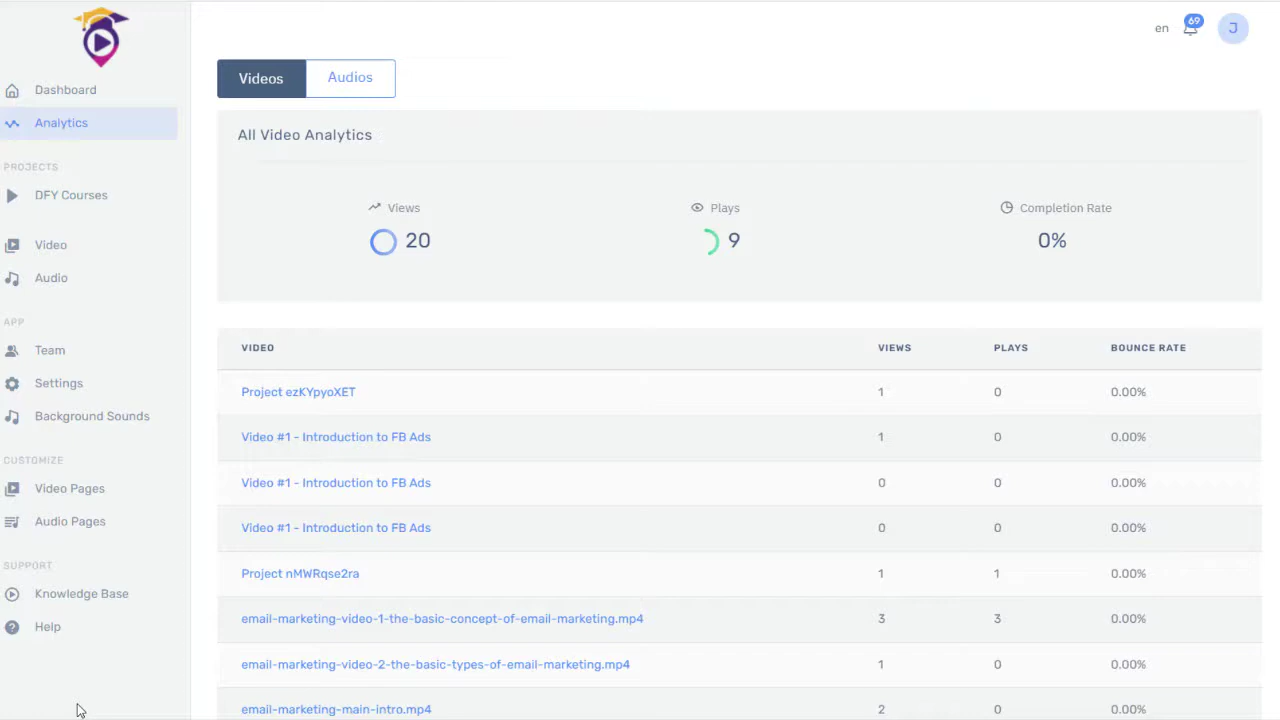 en 69 J
Dashboard
Analytics
PROJECTS
DFY Courses
Video
Audio
APP
Team
Settings
Background Sounds
CUSTOMIZE
Video Pages
Audio Pages
SUPPORT
Knowledge Base
Help
Videos Audios
All Video Analytics
Views Plays Completion Rate
20 9 0%
VIDEO VIEWS PLAYS BOUNCE RATE
Project ezKYpyoXET 1 0 0.00%
Video #1 - Introduction to FB Ads 1 0 0.00%
Video #1 - Introduction to FB Ads 0 0 0.00%
Video #1 - Introduction to FB Ads 0 0 0.00%
Project nMWRqse2ra 1 1 0.00%
email-marketing-video-1-the-basic-concept-of-email-marketing.mp4 3 3 0.00%
email-marketing-video-2-the-basic-types-of-email-marketing.mp4 1 0 0.00%
email-marketing-main-intro.mp4 2 0 0.00%